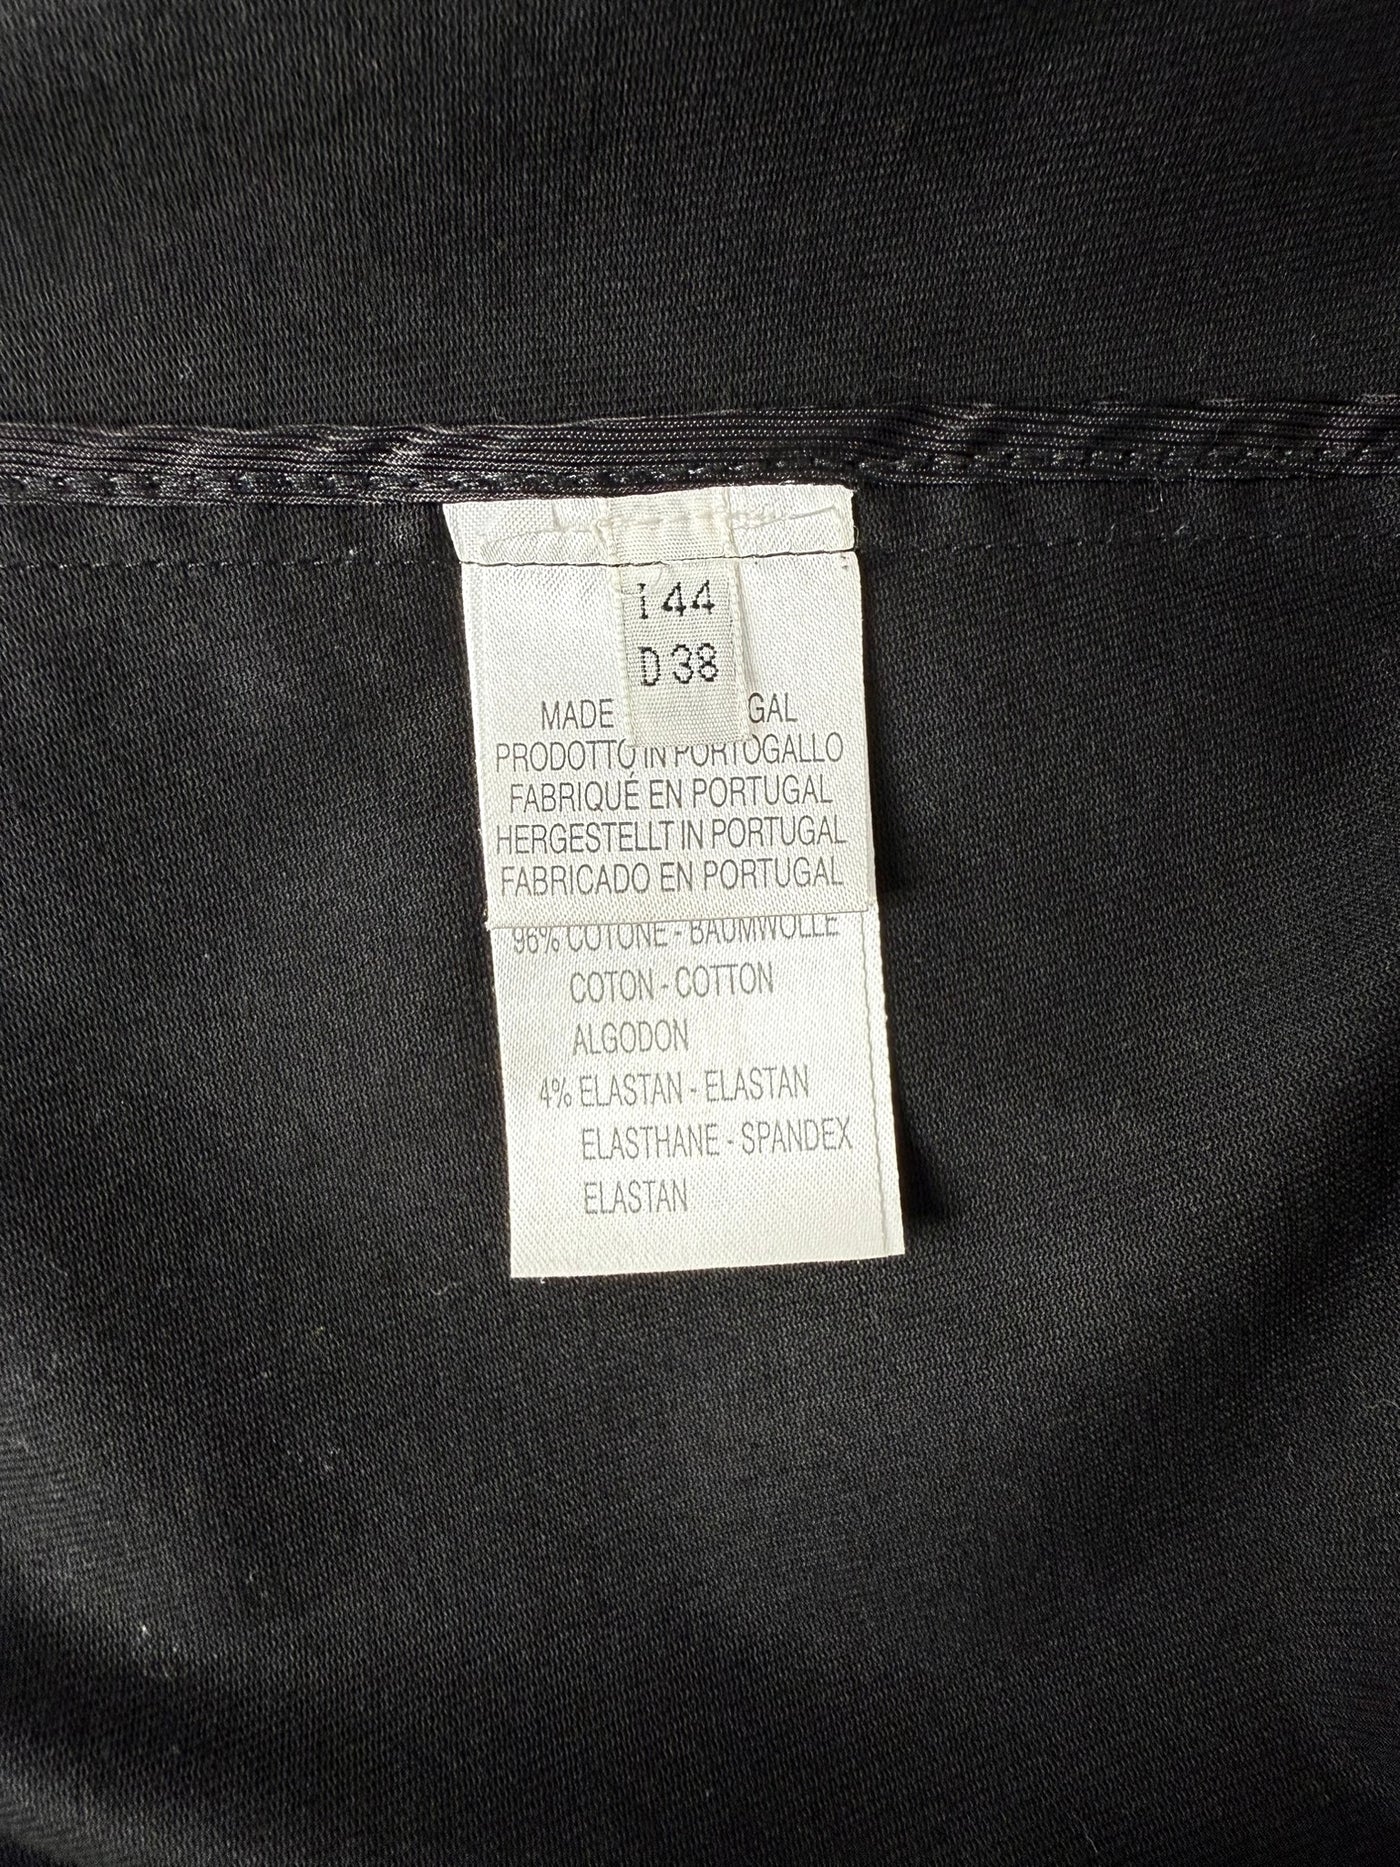 I 44
D 38
MADE GAL
PRODOTTO IN PORTOGALLO
FABRIQUÉ EN PORTUGAL
HERGESTELLT IN PORTUGAL
FABRICADO EN PORTUGAL
96% COTONE - BAUMWOLLE
COTON - COTTON
ALGODON
4% ELASTAN - ELASTAN
ELASTHANE - SPANDEX
ELASTAN